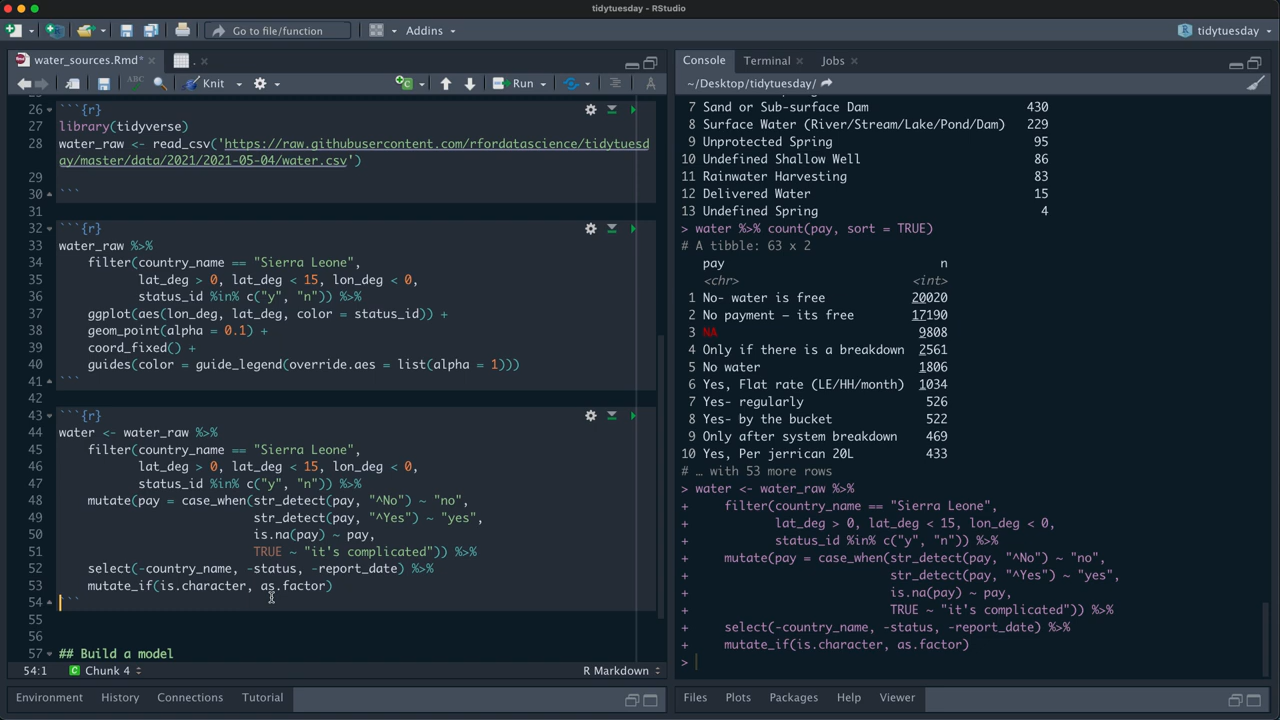 tidytuesday - RStudio
Go to file/function
Addins
tidytuesday
water_sources.Rmd*
Knit
Run
26 ```{r}
27 library(tidyverse)
28 water_raw <- read_csv('https://raw.githubusercontent.com/rfordatascience/tidytuesd
ay/master/data/2021/2021-05-04/water.csv')
29
30 ```
31
32 ```{r}
33 water_raw %>%
34 filter(country_name == "Sierra Leone",
35 lat_deg > 0, lat_deg < 15, lon_deg < 0,
36 status_id %in% c("y", "n")) %>%
37 ggplot(aes(lon_deg, lat_deg, color = status_id)) +
38 geom_point(alpha = 0.1) +
39 coord_fixed() +
40 guides(color = guide_legend(override.aes = list(alpha = 1)))
41 ```
42
43 ```{r}
44 water <- water_raw %>%
45 filter(country_name == "Sierra Leone",
46 lat_deg > 0, lat_deg < 15, lon_deg < 0,
47 status_id %in% c("y", "n")) %>%
48 mutate(pay = case_when(str_detect(pay, "^No") ~ "no",
49 str_detect(pay, "^Yes") ~ "yes",
50 is.na(pay) ~ pay,
51 TRUE ~ "it's complicated")) %>%
52 select(-country_name, -status, -report_date) %>%
53 mutate_if(is.character, as.factor)
54 ```
55
56
57 ## Build a model
54:1 Chunk 4 R Markdown
Environment History Connections Tutorial
Console Terminal Jobs
~/Desktop/tidytuesday/
7 Sand or Sub-surface Dam 430
8 Surface Water (River/Stream/Lake/Pond/Dam) 229
9 Unprotected Spring 95
10 Undefined Shallow Well 86
11 Rainwater Harvesting 83
12 Delivered Water 15
13 Undefined Spring 4
> water %>% count(pay, sort = TRUE)
# A tibble: 63 x 2
pay n
<chr> <int>
1 No- water is free 20020
2 No payment – its free 17190
3 NA 9808
4 Only if there is a breakdown 2561
5 No water 1806
6 Yes, Flat rate (LE/HH/month) 1034
7 Yes- regularly 526
8 Yes- by the bucket 522
9 Only after system breakdown 469
10 Yes, Per jerrican 20L 433
# … with 53 more rows
> water <- water_raw %>%
+ filter(country_name == "Sierra Leone",
+ lat_deg > 0, lat_deg < 15, lon_deg < 0,
+ status_id %in% c("y", "n")) %>%
+ mutate(pay = case_when(str_detect(pay, "^No") ~ "no",
+ str_detect(pay, "^Yes") ~ "yes",
+ is.na(pay) ~ pay,
+ TRUE ~ "it's complicated")) %>%
+ select(-country_name, -status, -report_date) %>%
+ mutate_if(is.character, as.factor)
>
Files Plots Packages Help Viewer